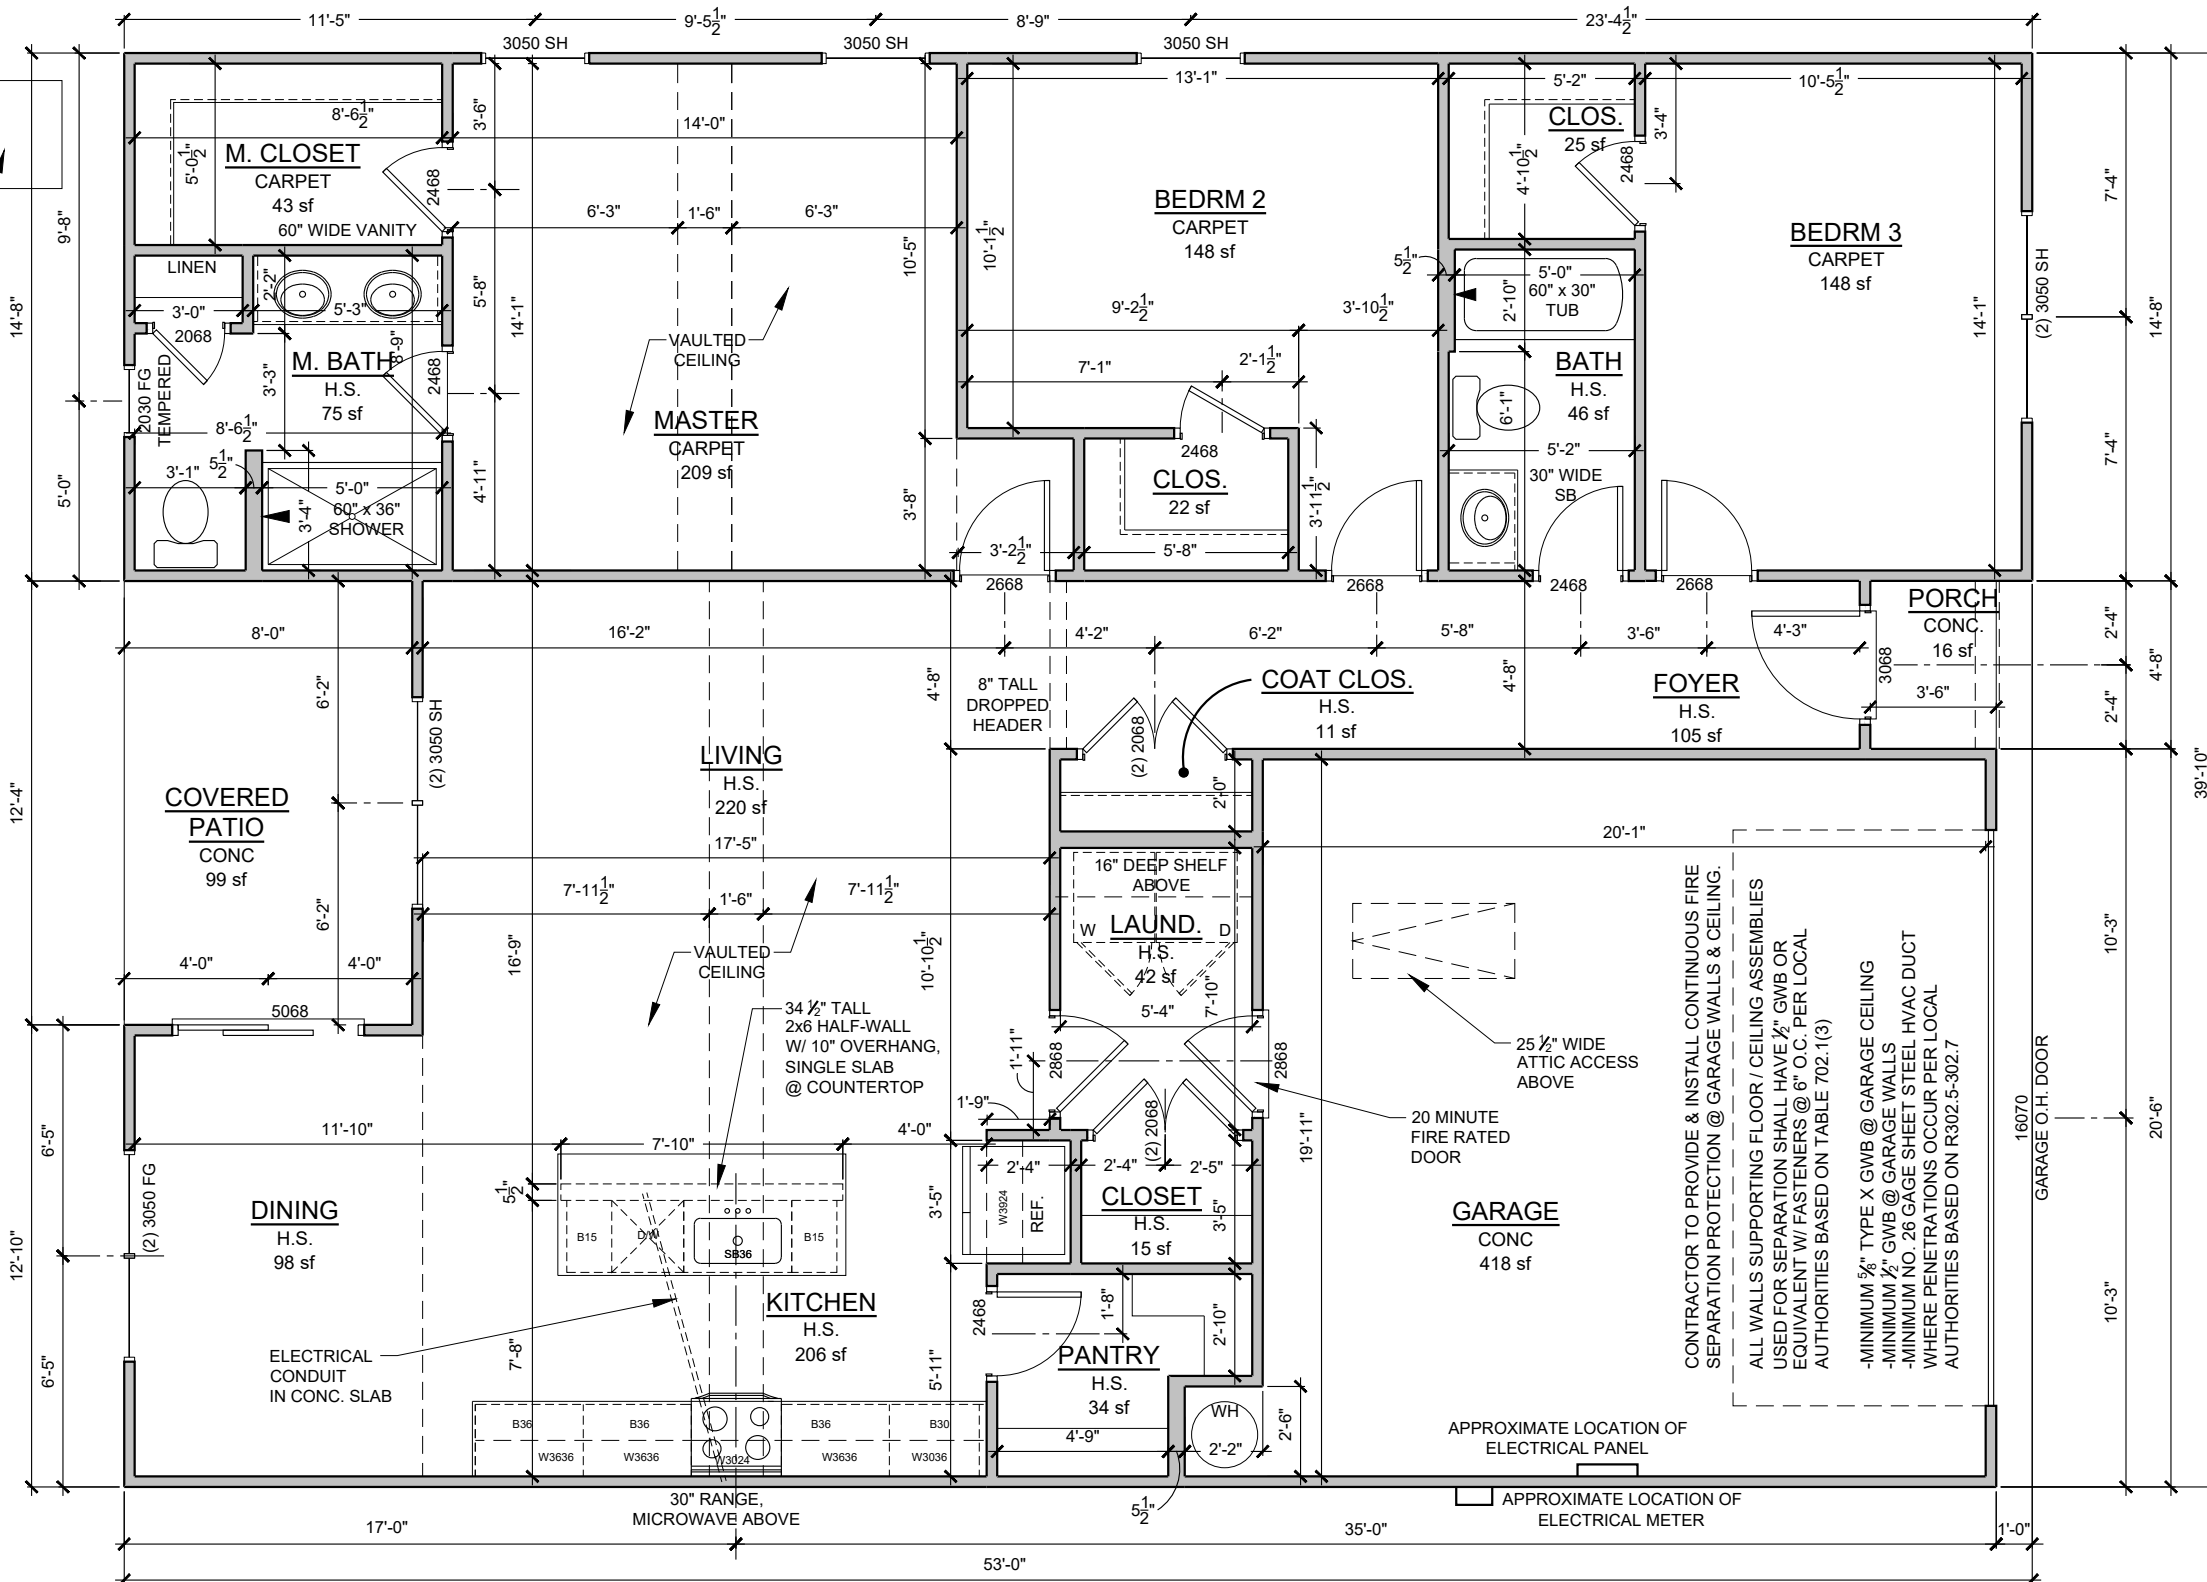 11'-5"
9'-5 1/2"
8'-9"
23'-4 1/2"
3050 SH
3050 SH
3050 SH
13'-1"
5'-2"
10'-5 1/2"
8'-6 1/2"
14'-0"
3'-6"
5'-0 1/2"
M. CLOSET
CARPET
43 sf
2468
60" WIDE VANITY
6'-3"
1'-6"
6'-3"
BEDRM 2
CARPET
148 sf
CLOS.
25 sf
2468
3'-4"
4'-10 1/2"
BEDRM 3
CARPET
148 sf
7'-4"
9'-8"
14'-8"
LINEN
3'-0"
2068
2'-2"
5'-3"
5'-8"
14'-1"
10'-5"
10'-1 1/2"
5 1/2"
5'-0"
60" x 30"
TUB
2'-10"
14'-1"
(2) 3050 SH
14'-8"
9'-2 1/2"
3'-10 1/2"
VAULTED
CEILING
7'-1"
2'-1 1/2"
M. BATH
H.S.
75 sf
8'-9"
2468
3'-3"
2030 FG
TEMPERED
BATH
H.S.
46 sf
6'-1"
5'-2"
MASTER
CARPET
209 sf
8'-6 1/2"
5 1/2"
3'-1"
5'-0"
60" x 36"
SHOWER
3'-4"
4'-11"
5'-0"
2468
CLOS.
22 sf
3'-11 1/2"
30" WIDE
SB
7'-4"
3'-8"
3'-2 1/2"
5'-8"
2668
2668
2468
2668
PORCH
CONC.
16 sf
2'-4"
4'-8"
2'-4"
8'-0"
16'-2"
4'-2"
6'-2"
5'-8"
3'-6"
4'-3"
3068
3'-6"
6'-2"
4'-8"
8" TALL
DROPPED
HEADER
COAT CLOS.
H.S.
11 sf
4'-8"
FOYER
H.S.
105 sf
(2) 3050 SH
(2) 2068
2'-0"
LIVING
H.S.
220 sf
39'-10"
12'-4"
COVERED
PATIO
CONC
99 sf
17'-5"
20'-1"
16" DEEP SHELF
ABOVE
7'-11 1/2"
1'-6"
7'-11 1/2"
LAUND.
W
D
H.S.
42 sf
6'-2"
4'-0"
4'-0"
16'-9"
VAULTED
CEILING
10'-10 1/2"
7'-10"
5'-4"
10'-3"
5068
34 1/2" TALL
2x6 HALF-WALL
W/ 10" OVERHANG,
SINGLE SLAB
@ COUNTERTOP
1'-11"
2868
2868
25 1/2" WIDE
ATTIC ACCESS
ABOVE
20 MINUTE
FIRE RATED
DOOR
1'-9"
(2) 2068
19'-11"
16070
GARAGE O.H. DOOR
20'-6"
6'-5"
12'-10"
11'-10"
7'-10"
4'-0"
2'-4"
2'-4"
2'-5"
5 1/2"
3'-5"
W3924
REF.
CLOSET
H.S.
15 sf
3'-5"
DINING
H.S.
98 sf
(2) 3050 FG
B15
SB36
B15
GARAGE
CONC
418 sf
CONTRACTOR TO PROVIDE & INSTALL CONTINUOUS FIRE
SEPARATION PROTECTION @ GARAGE WALLS & CEILING.
ALL WALLS SUPPORTING FLOOR / CEILING ASSEMBLIES
USED FOR SEPARATION SHALL HAVE 1/2" GWB OR
EQUIVALENT W/ FASTENERS @ 6" O.C. PER LOCAL
AUTHORITIES BASED ON TABLE 702.1(3)
-MINIMUM 5/8" TYPE X GWB @ GARAGE CEILING
-MINIMUM 1/2" GWB @ GARAGE WALLS
-MINIMUM NO. 26 GAGE SHEET STEEL HVAC DUCT
WHERE PENETRATIONS OCCUR PER LOCAL
AUTHORITIES BASED ON R302.5-302.7
10'-3"
KITCHEN
H.S.
206 sf
2468
1'-8"
2'-10"
ELECTRICAL
CONDUIT
IN CONC. SLAB
7'-8"
5'-11"
PANTRY
H.S.
34 sf
6'-5"
B36
B36
B36
B30
W3636
W3636
W3024
W3636
W3036
4'-9"
WH
2'-2"
2'-6"
APPROXIMATE LOCATION OF
ELECTRICAL PANEL
30" RANGE,
MICROWAVE ABOVE
5 1/2"
APPROXIMATE LOCATION OF
ELECTRICAL METER
17'-0"
35'-0"
1'-0"
53'-0"